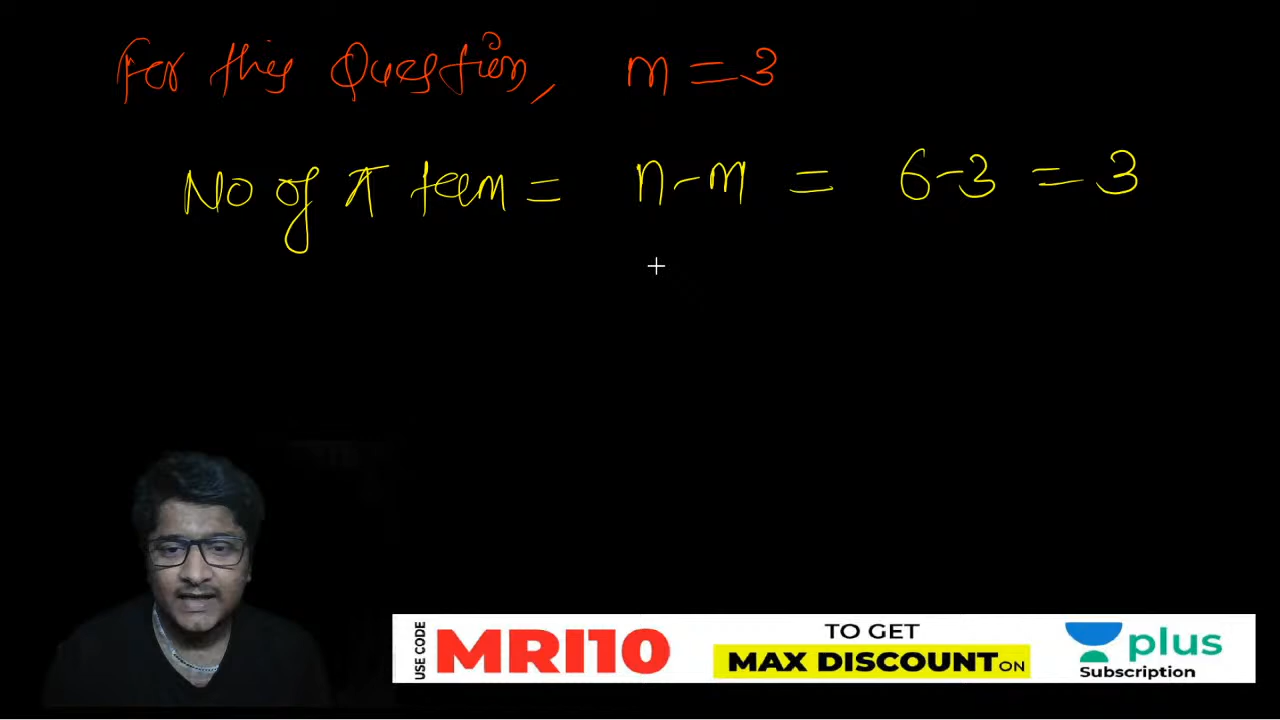 For this Question, m = 3
No of π term = n - m = 6 - 3 = 3
USE CODE
MRI10
TO GET
MAX DISCOUNT ON
plus
Subscription